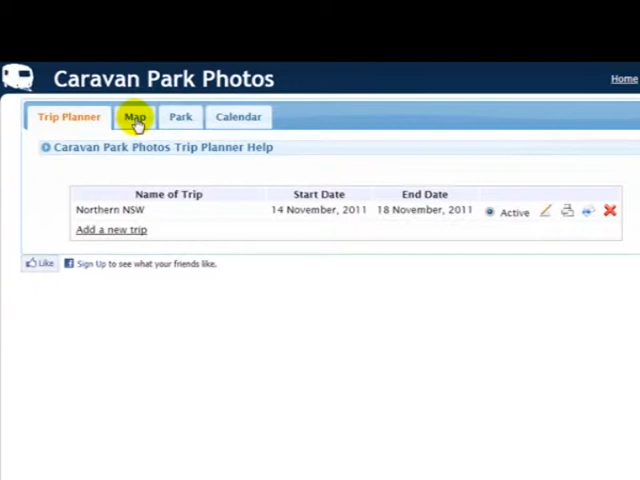 Caravan Park Photos
Home
Trip Planner Map Park Calendar
Caravan Park Photos Trip Planner Help
Name of Trip Start Date End Date
Northern NSW 14 November, 2011 18 November, 2011 Active
Add a new trip
Like Sign Up to see what your friends like.